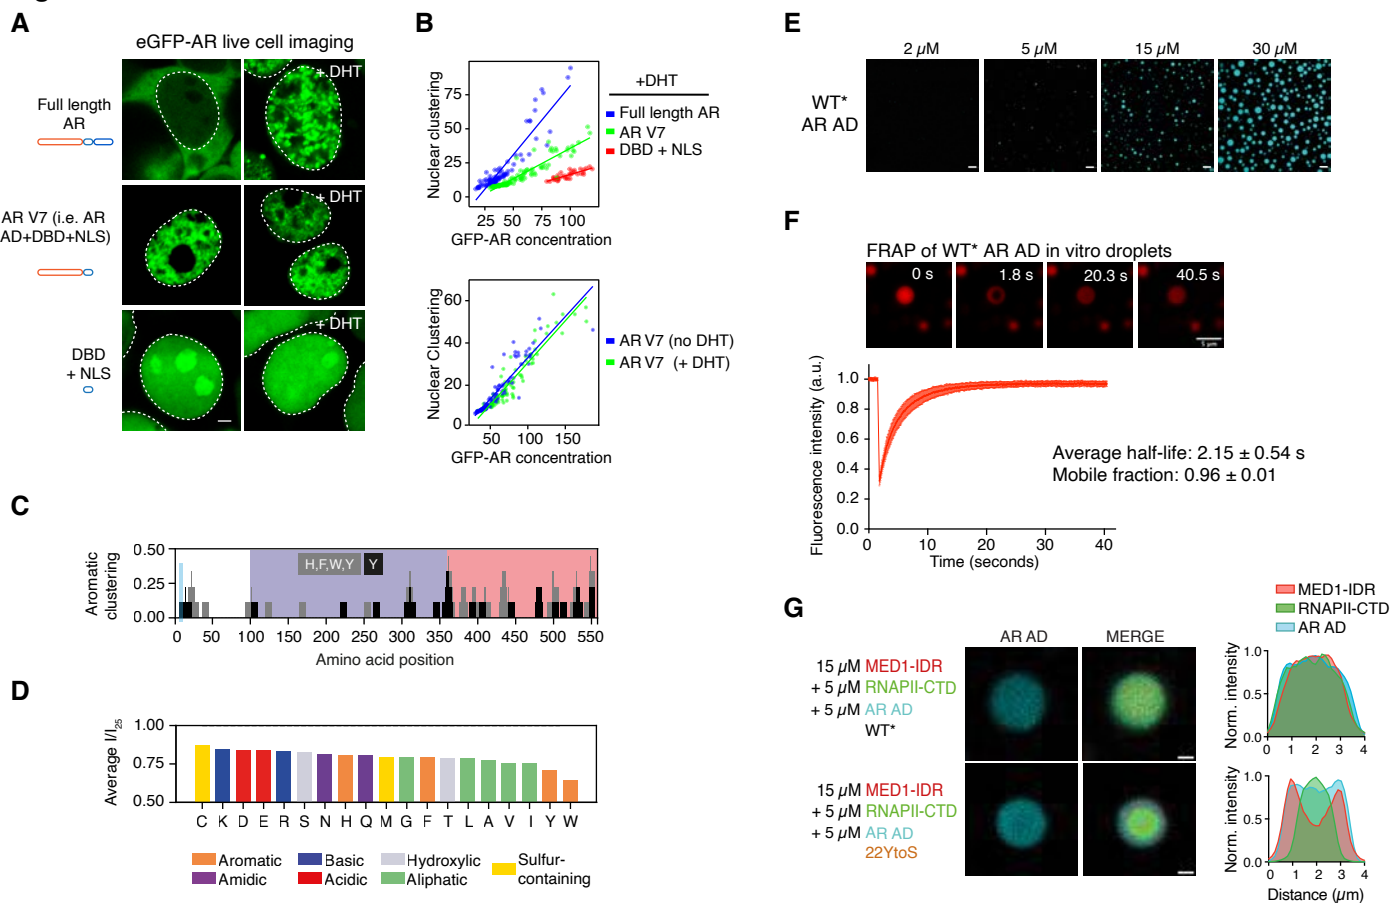 A
eGFP-AR live cell imaging
Full length
AR
+ DHT
AR V7 (i.e. AR
AD+DBD+NLS)
+ DHT
DBD
+ NLS
+ DHT
B
Nuclear clustering
75
50
25
0
25 50 75 100
GFP-AR concentration
+DHT
Full length AR
AR V7
DBD + NLS
Nuclear Clustering
60
40
20
0
50 100 150
GFP-AR concentration
AR V7 (no DHT)
AR V7 (+ DHT)
C
Aromatic
clustering
0.50
0.25
0.00
H,F,W,Y Y
0 50 100 150 200 250 300 350 400 450 500 550
Amino acid position
D
Average I/I25
1.00
0.75
0.50
C K D E R S N H Q M G F T L A V I Y W
Aromatic Basic Hydroxylic Sulfur-
containing
Amidic Acidic Aliphatic
E
2 µM 5 µM 15 µM 30 µM
WT*
AR AD
F
FRAP of WT* AR AD in vitro droplets
0 s 1.8 s 20.3 s 40.5 s
5 µm
Fluorescence intensity (a.u.)
1.0
0.8
0.6
0.4
0.2
0.0
0 10 20 30 40
Time (seconds)
Average half-life: 2.15 ± 0.54 s
Mobile fraction: 0.96 ± 0.01
G
MED1-IDR
RNAPII-CTD
AR AD
AR AD MERGE
15 µM MED1-IDR
+ 5 µM RNAPII-CTD
+ 5 µM AR AD
WT*
Norm. intensity
1.0
0.5
0.0
0 1 2 3 4
15 µM MED1-IDR
+ 5 µM RNAPII-CTD
+ 5 µM AR AD
22YtoS
Norm. intensity
1.0
0.5
0.0
0 1 2 3 4
Distance (µm)